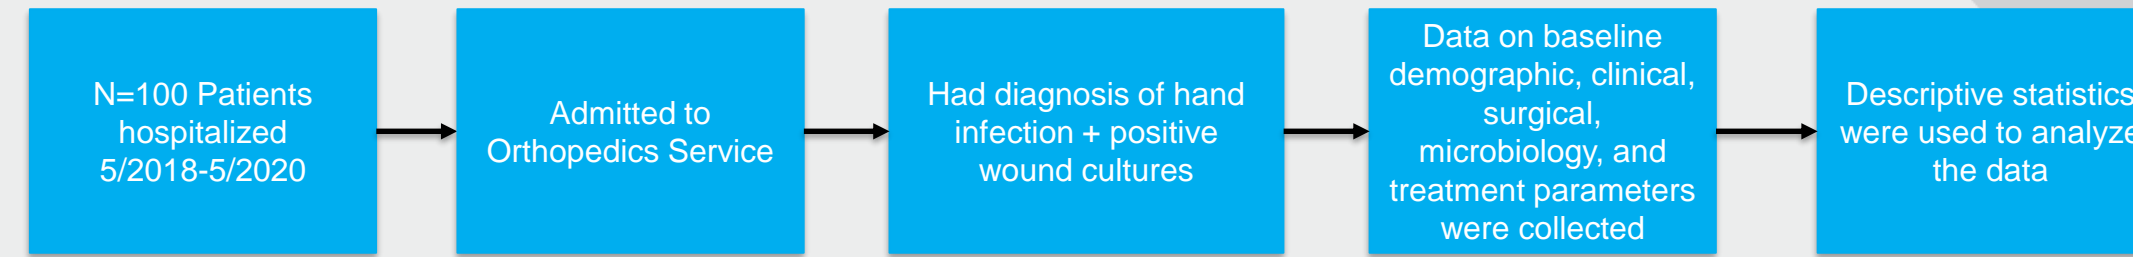 N=100 Patients
hospitalized
5/2018-5/2020
Admitted to
Orthopedics Service
Had diagnosis of hand
infection + positive
wound cultures
Data on baseline
demographic, clinical,
surgical,
microbiology, and
treatment parameters
were collected
Descriptive statistics
were used to analyze
the data